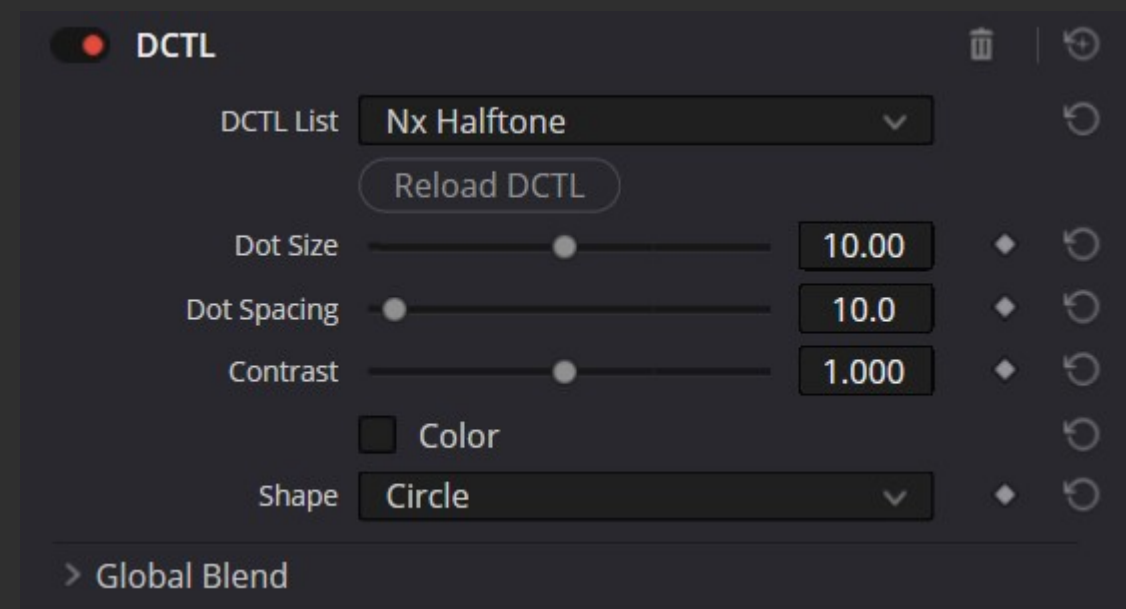 DCTL
DCTL List Nx Halftone
Reload DCTL
Dot Size 10.00
Dot Spacing 10.0
Contrast 1.000
Color
Shape Circle
Global Blend